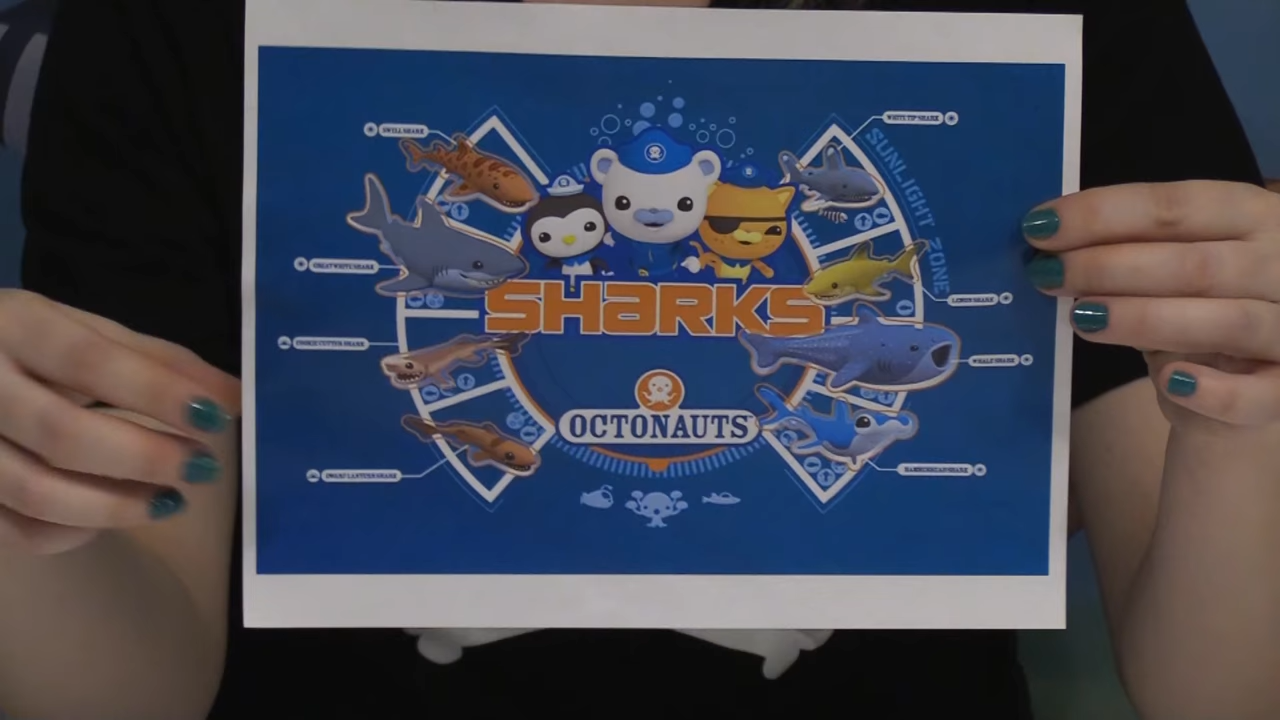 SWELL SHARK
WHITE TIP SHARK
SUNLIGHT ZONE
GREAT WHITE SHARK
SHARKS
LEMON SHARK
COOKIE CUTTER SHARK
WHALE SHARK
OCTONAUTS
DWARF LANTERN SHARK
HAMMERHEAD SHARK